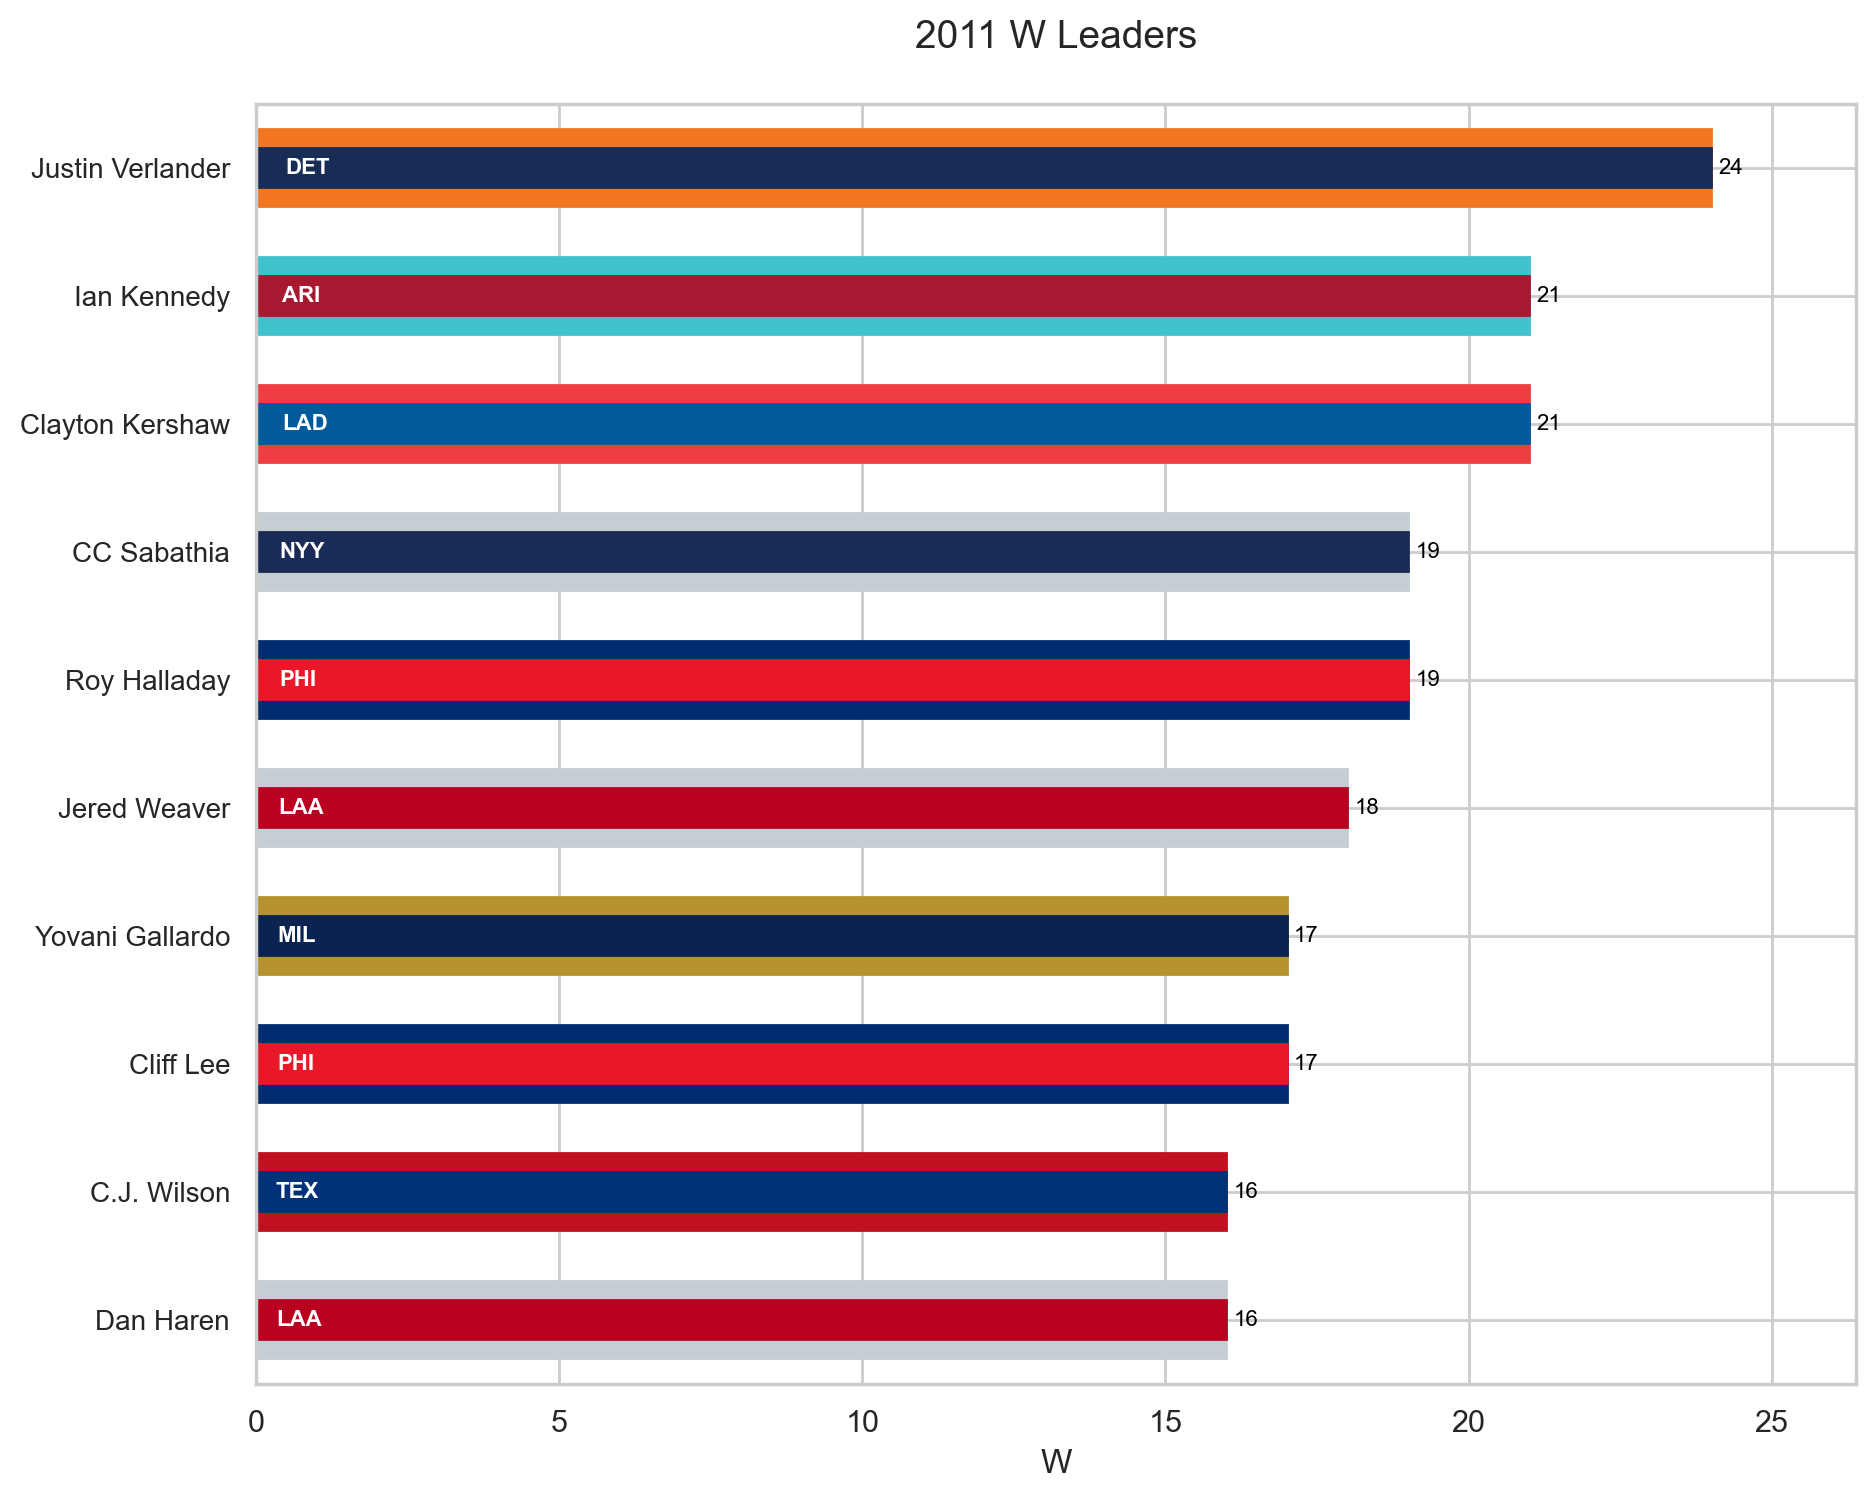 2011 W Leaders
Justin Verlander DET 24
Ian Kennedy ARI 21
Clayton Kershaw LAD 21
CC Sabathia NYY 19
Roy Halladay PHI 19
Jered Weaver LAA 18
Yovani Gallardo MIL 17
Cliff Lee PHI 17
C.J. Wilson TEX 16
Dan Haren LAA 16
0 5 10 15 20 25
W